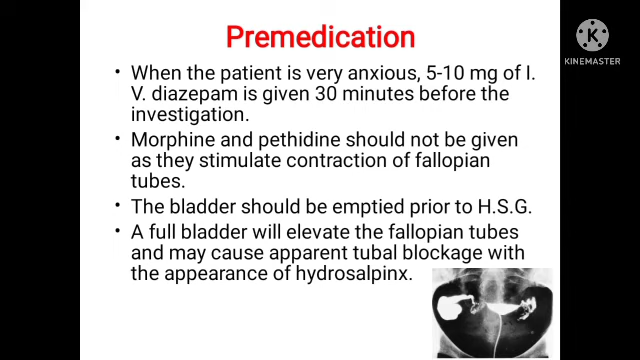 Premedication
KINEMASTER
• When the patient is very anxious, 5-10 mg of I.
V. diazepam is given 30 minutes before the
investigation.
• Morphine and pethidine should not be given
as they stimulate contraction of fallopian
tubes.
• The bladder should be emptied prior to H.S.G.
• A full bladder will elevate the fallopian tubes
and may cause apparent tubal blockage with
the appearance of hydrosalpinx.